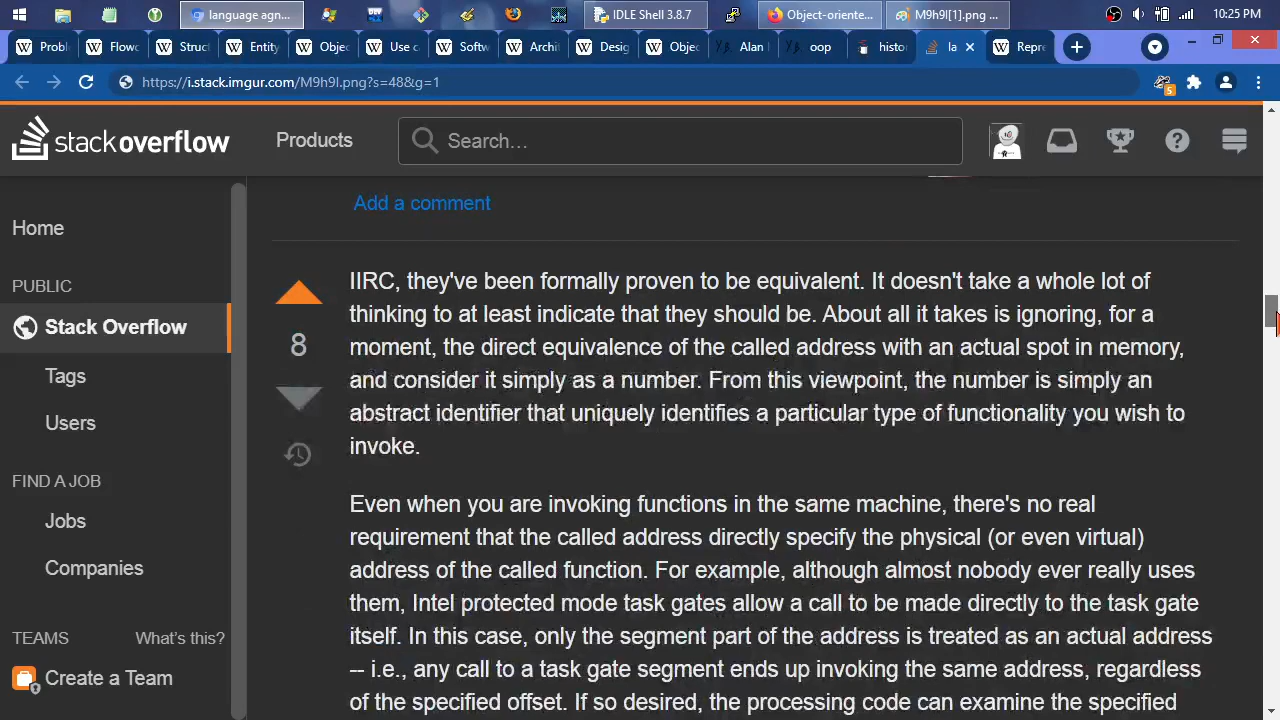 language agn...
IDLE Shell 3.8.7
Object-oriente...
M9h9l[1].png ...
10:25 PM
Probl
Flowc
Struct
Entity
Objec
Use c
Softw
Archi
Desig
Objec
Alan
oop
histo
la
Repre
https://i.stack.imgur.com/M9h9l.png?s=48&g=1
5
stackoverflow
Products
Search...
Home
PUBLIC
Stack Overflow
Tags
Users
FIND A JOB
Jobs
Companies
TEAMS
What's this?
Create a Team
Add a comment
8
IIRC, they've been formally proven to be equivalent. It doesn't take a whole lot of
thinking to at least indicate that they should be. About all it takes is ignoring, for a
moment, the direct equivalence of the called address with an actual spot in memory,
and consider it simply as a number. From this viewpoint, the number is simply an
abstract identifier that uniquely identifies a particular type of functionality you wish to
invoke.
Even when you are invoking functions in the same machine, there's no real
requirement that the called address directly specify the physical (or even virtual)
address of the called function. For example, although almost nobody ever really uses
them, Intel protected mode task gates allow a call to be made directly to the task gate
itself. In this case, only the segment part of the address is treated as an actual address
-- i.e., any call to a task gate segment ends up invoking the same address, regardless
of the specified offset. If so desired, the processing code can examine the specified